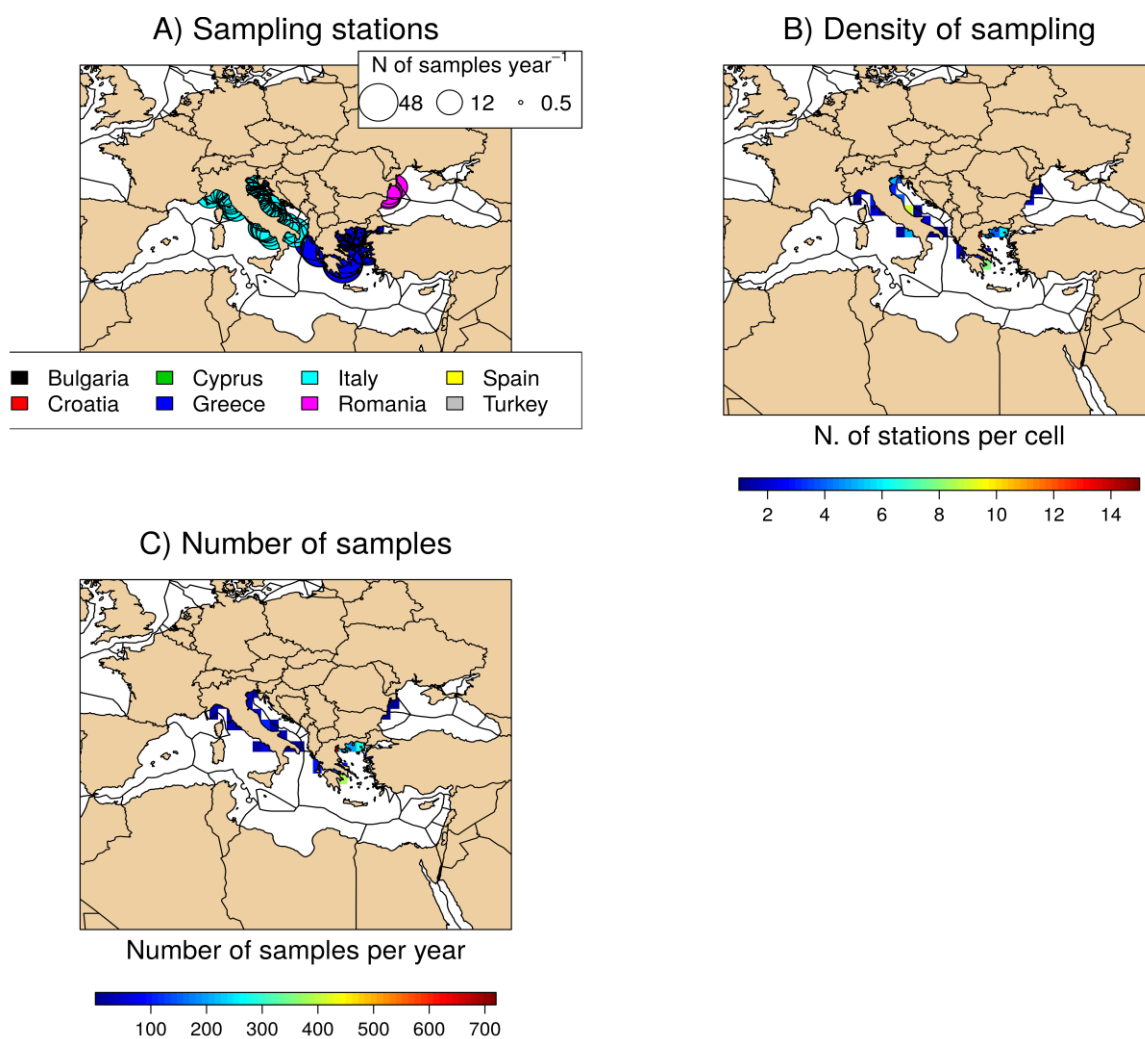 A) Sampling stations
N of samples year⁻¹
48 12 0.5
Bulgaria Cyprus Italy Spain
Croatia Greece Romania Turkey
B) Density of sampling
N. of stations per cell
2 4 6 8 10 12 14
C) Number of samples
Number of samples per year
100 200 300 400 500 600 700